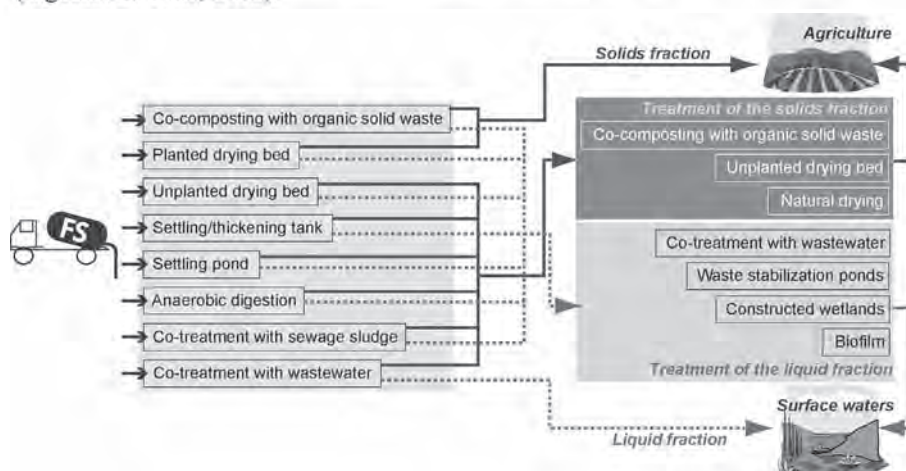 Agriculture
Solids fraction
Treatment of the solids fraction
Co-composting with organic solid waste
Co-composting with organic solid waste
Planted drying bed
Unplanted drying bed
Unplanted drying bed
Natural drying
FS
Settling/thickening tank
Co-treatment with wastewater
Settling pond
Waste stabilization ponds
Anaerobic digestion
Constructed wetlands
Co-treatment with sewage sludge
Biofilm
Co-treatment with wastewater
Treatment of the liquid fraction
Surface waters
Liquid fraction